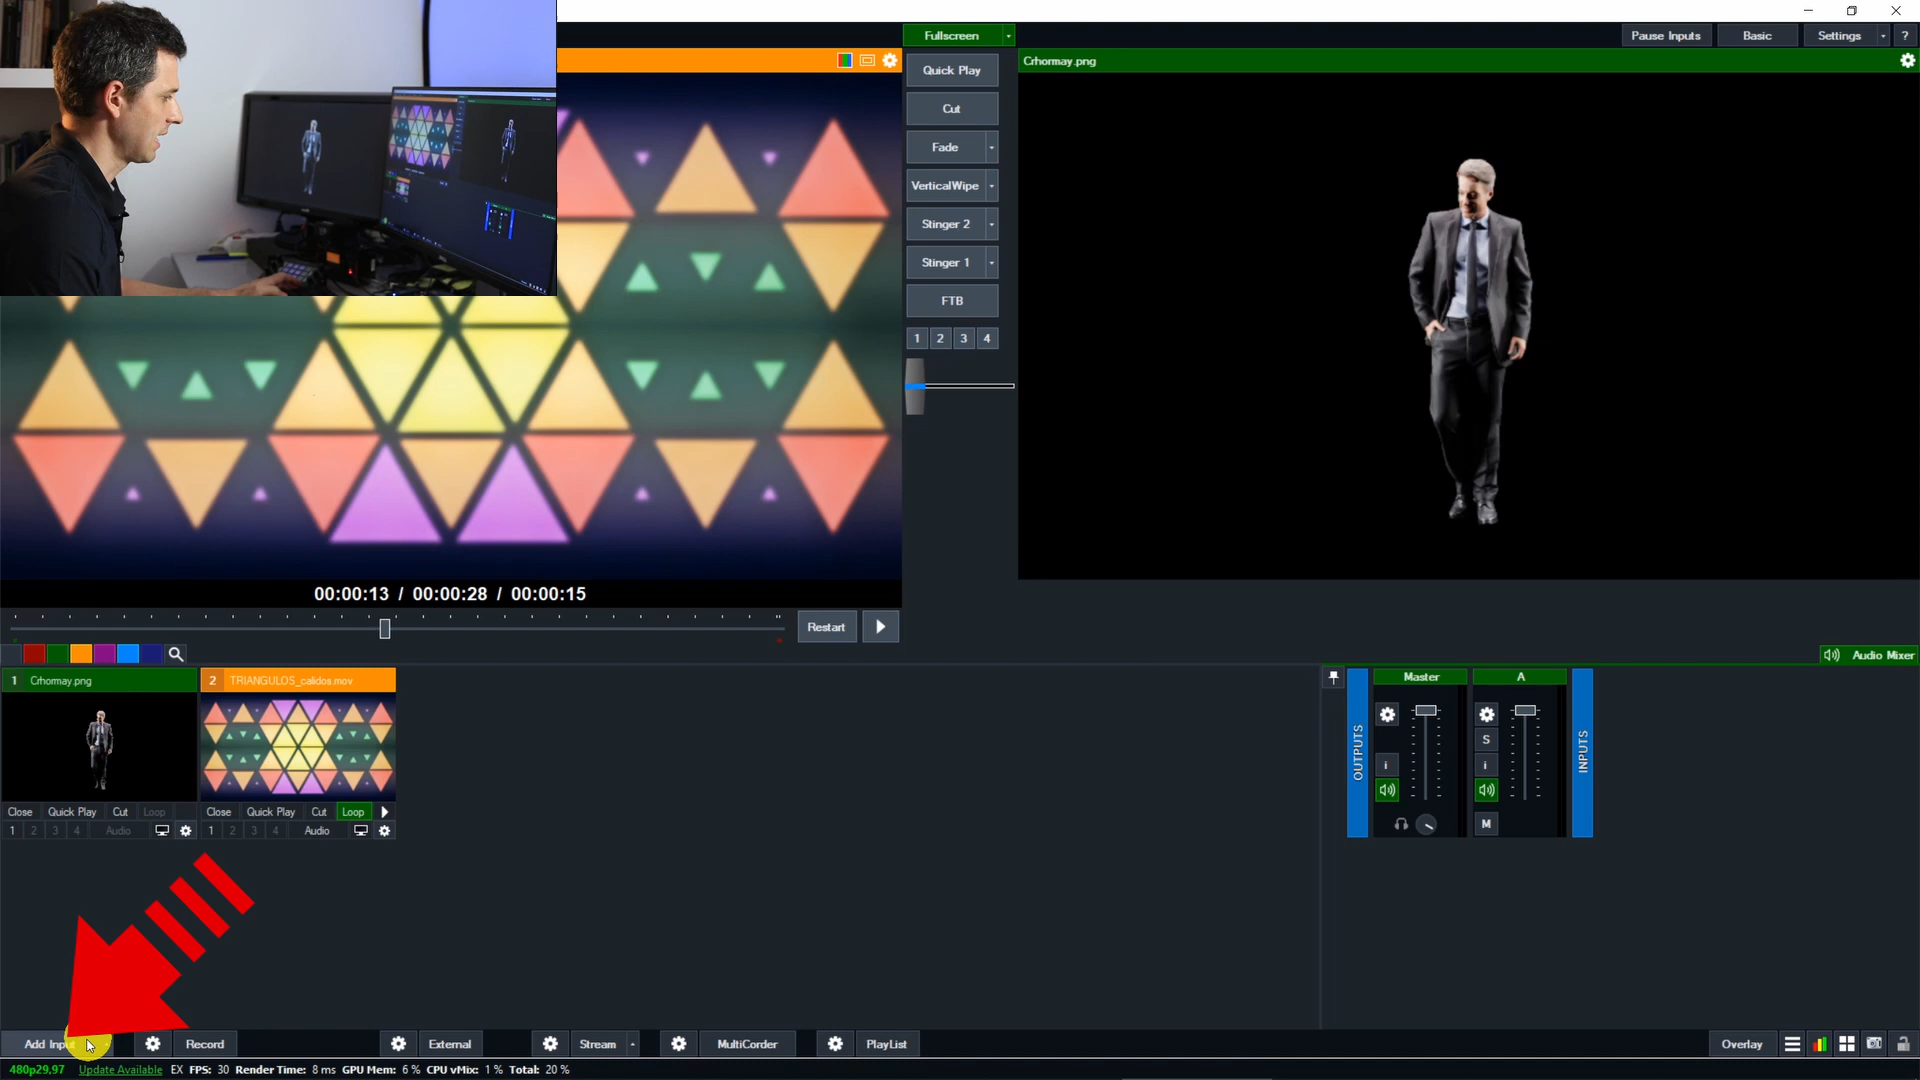 Fullscreen
Pause Inputs
Basic
Settings
?
Quick Play
Crhormay.png
Cut
Fade
VerticalWipe
Stinger 2
Stinger 1
FTB
1 2 3 4
00:00:13 / 00:00:28 / 00:00:15
Restart
Audio Mixer
1 Crhormay.png
2 TRIANGULOS_calidos.mov
Master
A
OUTPUTS
S
i
i
INPUTS
M
Close Quick Play Cut Loop
Close Quick Play Cut Loop
1 2 3 4 Audio
1 2 3 4 Audio
Add Input
Record
External
Stream
MultiCorder
PlayList
Overlay
480p29,97 Update Available EX FPS: 30 Render Time: 8 ms GPU Mem: 6 % CPU vMix: 1 % Total: 20 %